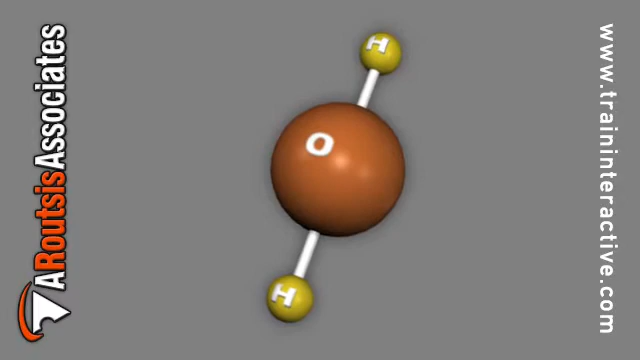 ARoutsisAssociates
H
O
H
www.traininteractive.com